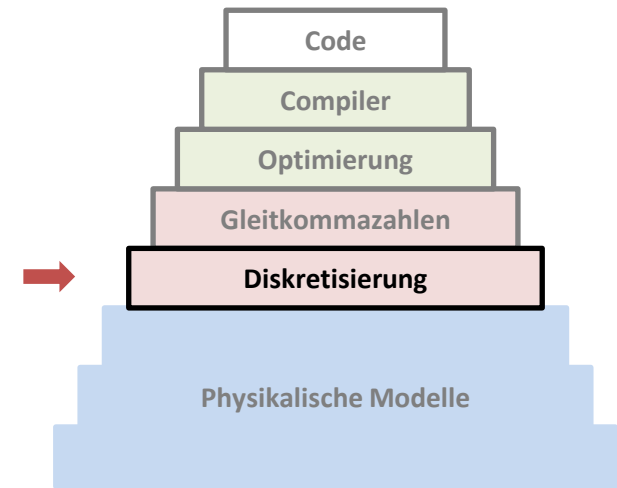 Code
Compiler
Optimierung
Gleitkommazahlen
Diskretisierung
Physikalische Modelle